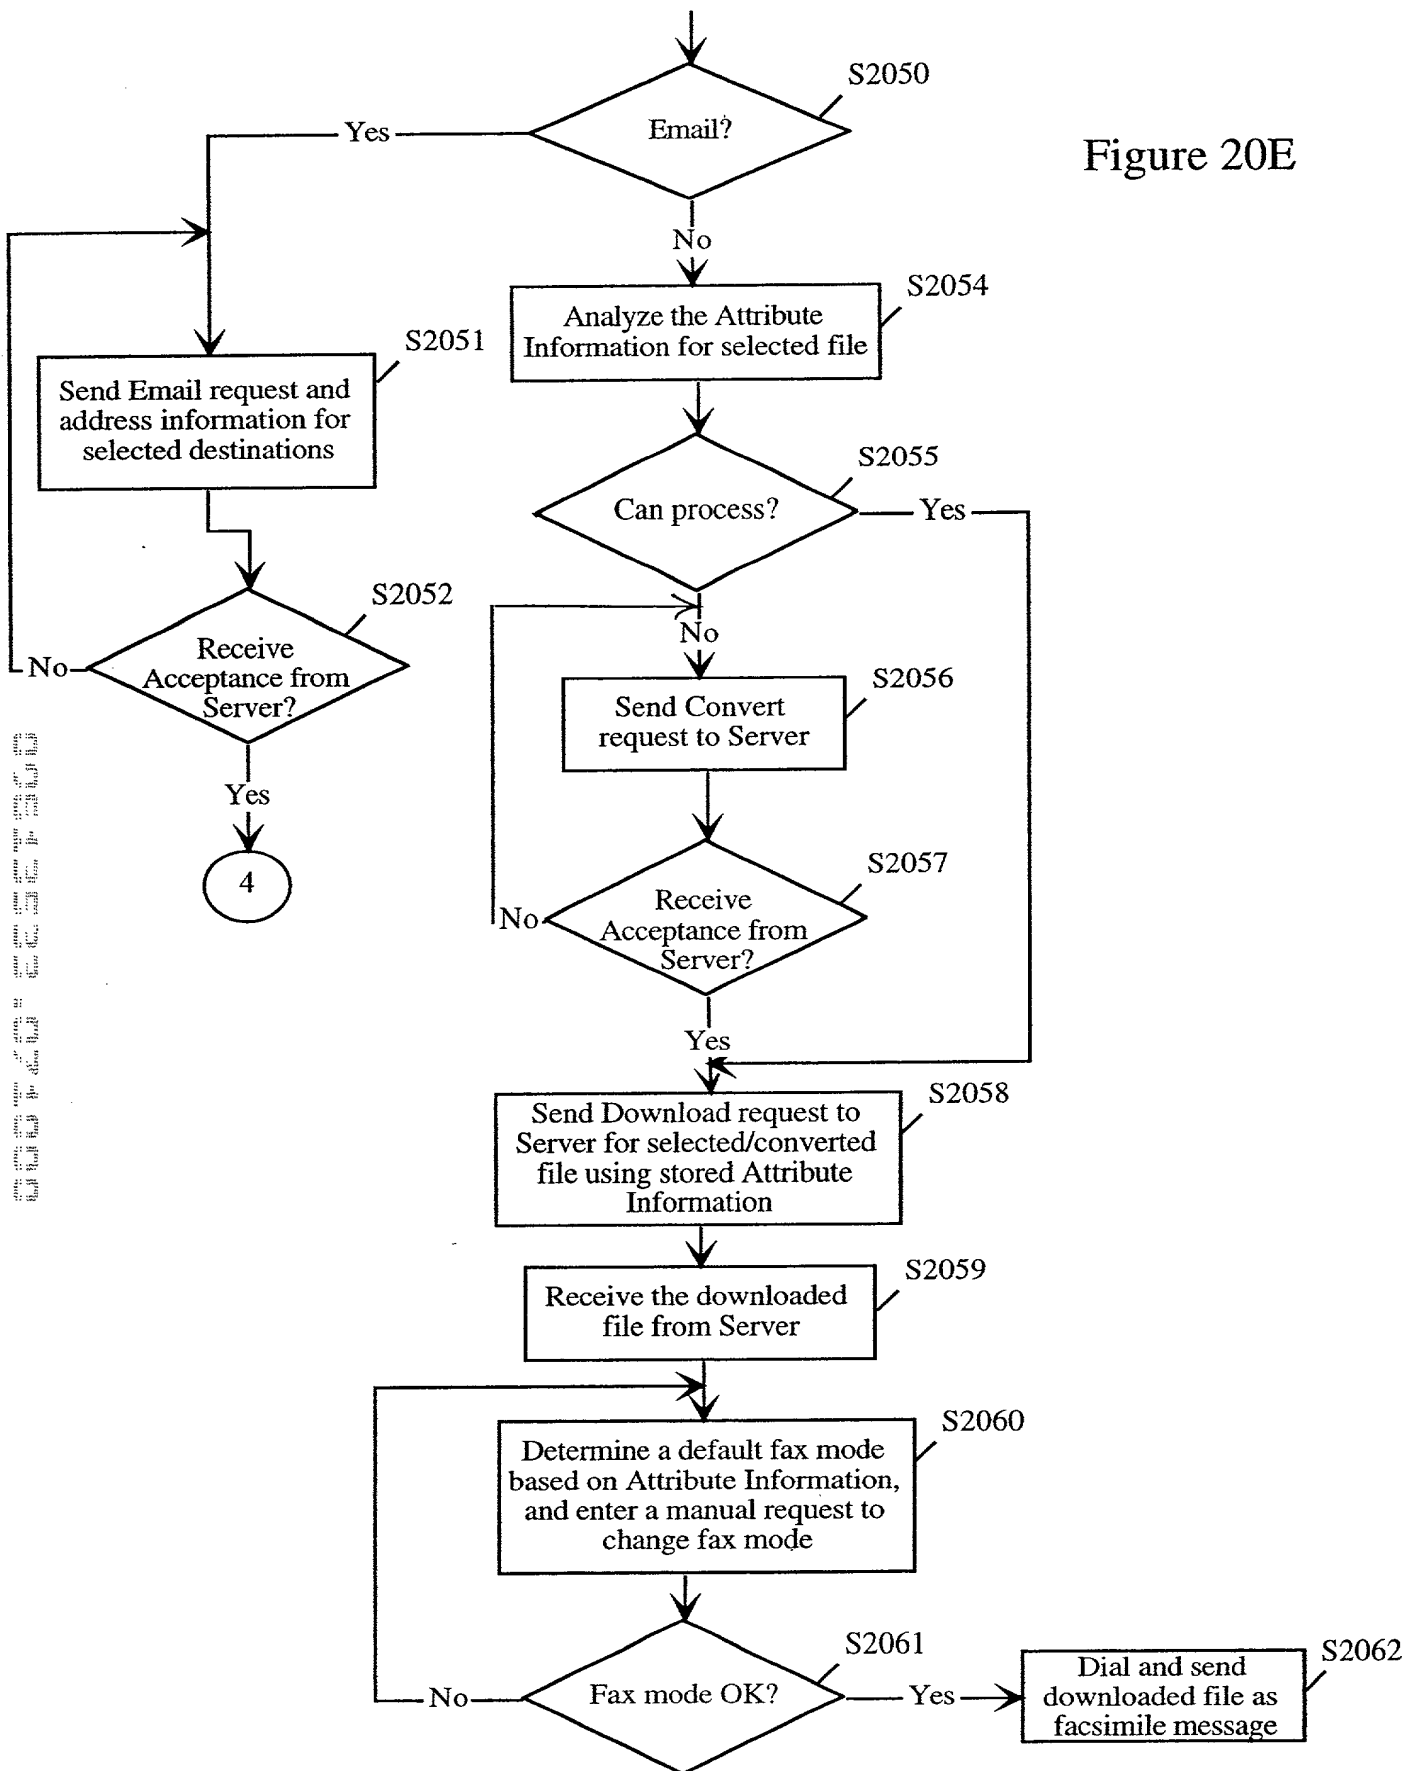 S2050
Email?
Yes
Figure 20E
No
S2054
Analyze the Attribute
Information for selected file
S2051
Send Email request and
address information for
selected destinations
S2055
Can process?
Yes
S2052
Receive
Acceptance from
Server?
No
No
S2056
Send Convert
request to Server
Yes
4
S2057
Receive
Acceptance from
Server?
No
Yes
S2058
Send Download request to
Server for selected/converted
file using stored Attribute
Information
S2059
Receive the downloaded
file from Server
S2060
Determine a default fax mode
based on Attribute Information,
and enter a manual request to
change fax mode
S2061
Fax mode OK?
No
Yes
S2062
Dial and send
downloaded file as
facsimile message